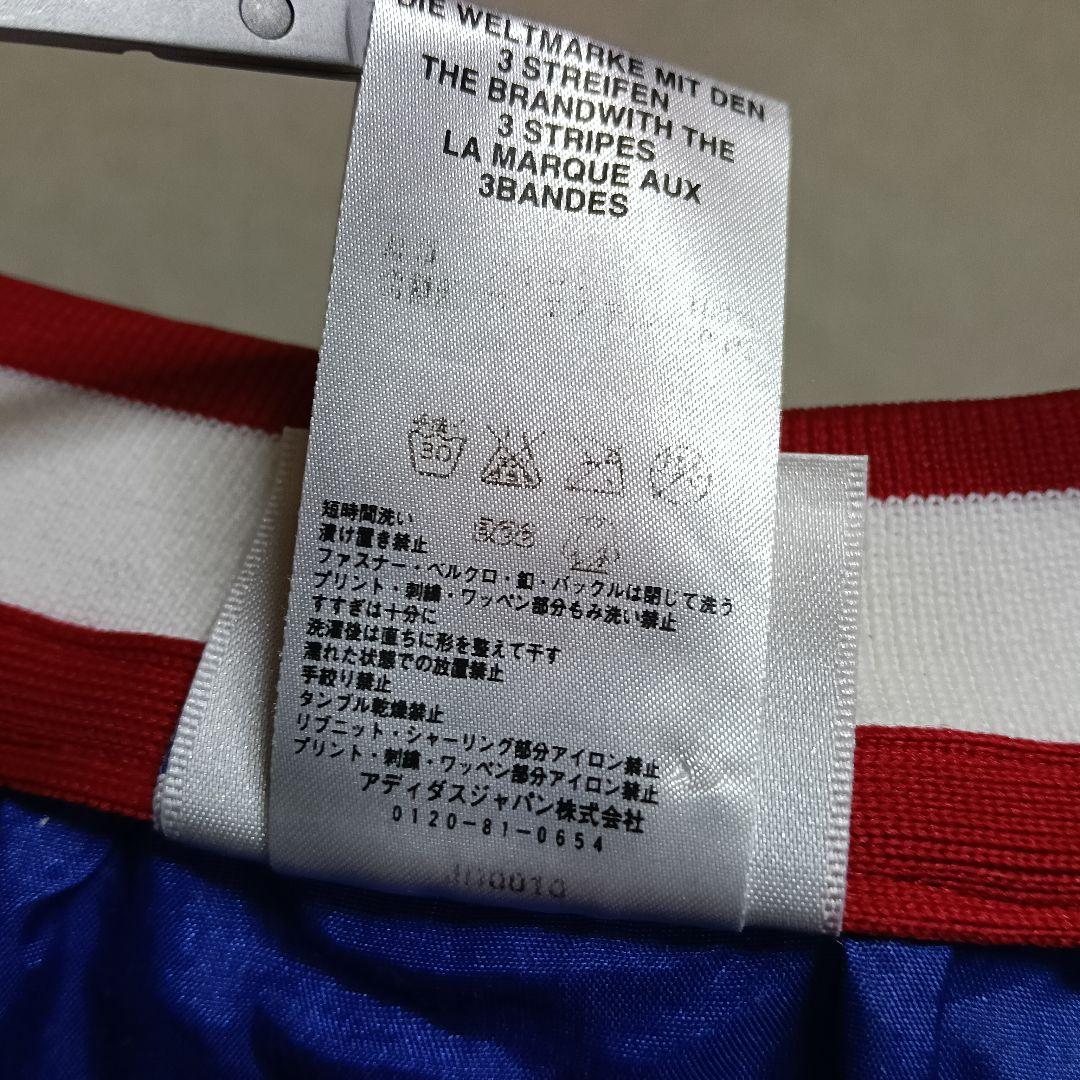 DIE WELTMARKE MIT DEN
3 STREIFEN
THE BRANDWITH THE
3 STRIPES
LA MARQUE AUX
3BANDES
30
短時間洗い
漬け置き禁止
ファスナー・ベルクロ・釦・バックルは閉じて洗う
プリント・刺繍・ワッペン部分もみ洗い禁止
すすぎは十分に
洗濯後は直ちに形を整えて干す
濡れた状態での放置禁止
手絞り禁止
タンブル乾燥禁止
リブニット・シャーリング部分アイロン禁止
プリント・刺繍・ワッペン部分アイロン禁止
アディダスジャパン株式会社
0120-81-0654